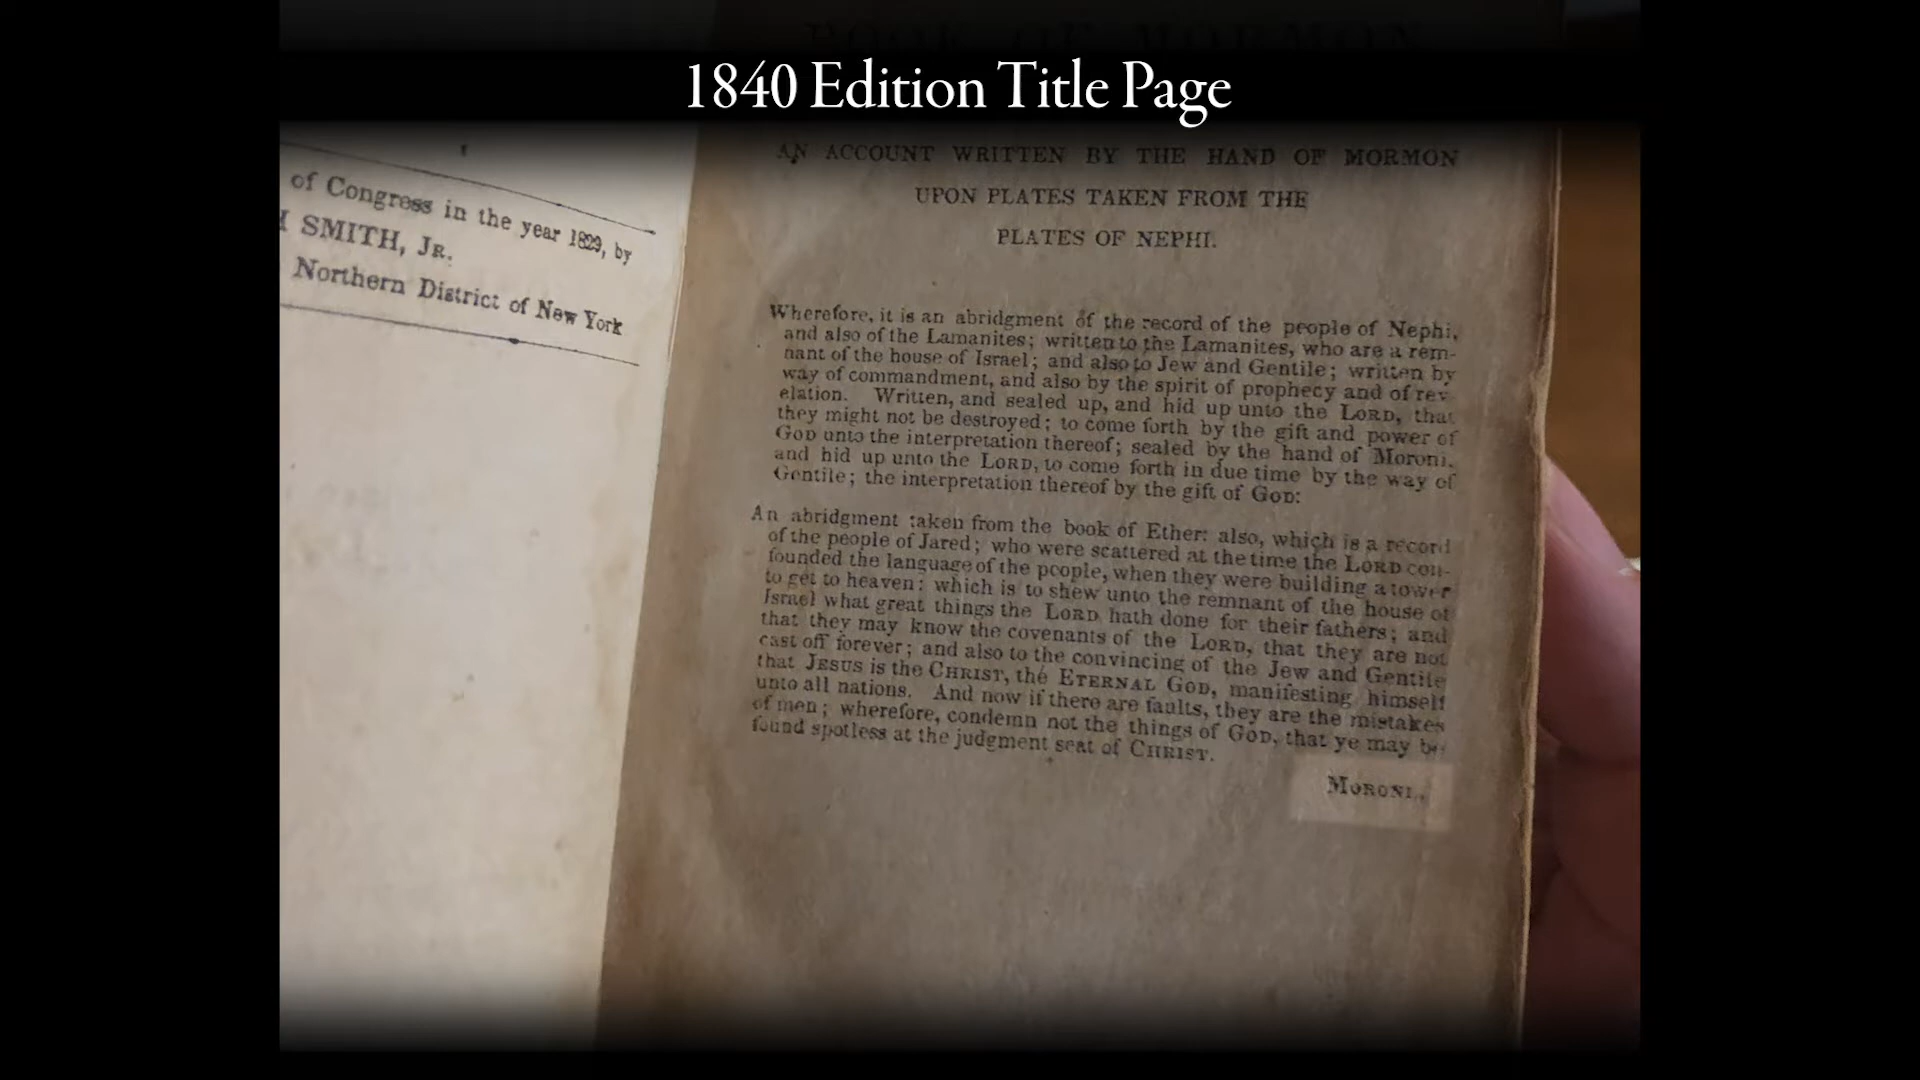 BOOK OF MORMON
1840 Edition Title Page
of Congress in the year 1829, by
SMITH, JR.
Northern District of New York
AN ACCOUNT WRITTEN BY THE HAND OF MORMON
UPON PLATES TAKEN FROM THE
PLATES OF NEPHI.
Wherefore, it is an abridgment of the record of the people of Nephi,
and also of the Lamanites; written to the Lamanites, who are a rem-
nant of the house of Israel; and also to Jew and Gentile; written by
way of commandment, and also by the spirit of prophecy and of rev-
elation. Written, and sealed up, and hid up unto the LORD, that
they might not be destroyed; to come forth by the gift and power of
GOD unto the interpretation thereof; sealed by the hand of Moroni,
and hid up unto the LORD, to come forth in due time by the way of
Gentile; the interpretation thereof by the gift of GOD:
An abridgment taken from the book of Ether: also, which is a record
of the people of Jared; who were scattered at the time the LORD con-
founded the language of the people, when they were building a tower
to get to heaven: which is to shew unto the remnant of the house of
Israel what great things the LORD hath done for their fathers; and
that they may know the covenants of the LORD, that they are not
cast off forever; and also to the convincing of the Jew and Gentile
that JESUS is the CHRIST, the ETERNAL GOD, manifesting himself
unto all nations. And now if there are faults, they are the mistakes
of men; wherefore, condemn not the things of GOD, that ye may be
found spotless at the judgment seat of CHRIST.
MORONI.